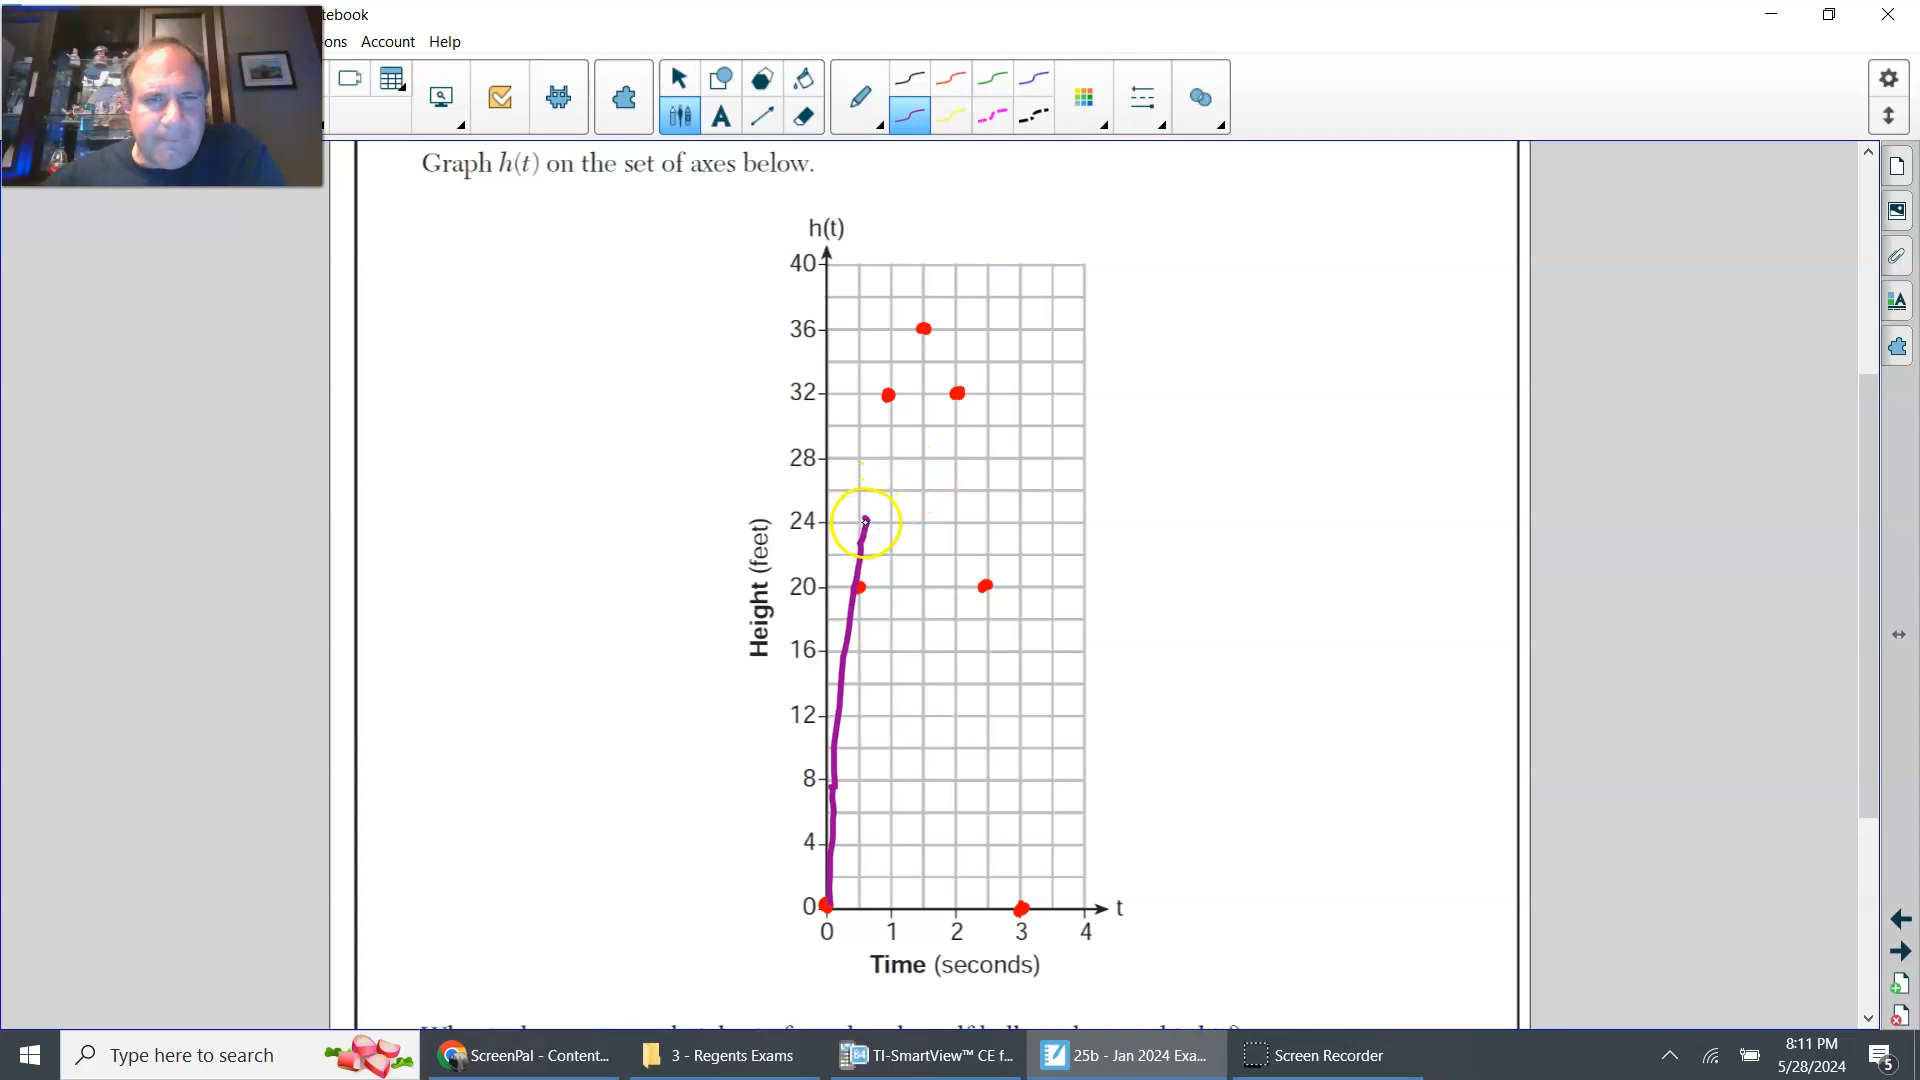 tebook
ons Account Help
Graph h(t) on the set of axes below.
h(t)
40
36
32
28
24
20
16
12
8
4
0
Height (feet)
t
0 1 2 3 4
Time (seconds)
Type here to search
ScreenPal - Content...
3 - Regents Exams
84
TI-SmartView™ CE f...
25b - Jan 2024 Exa...
Screen Recorder
8:11 PM
5/28/2024
5